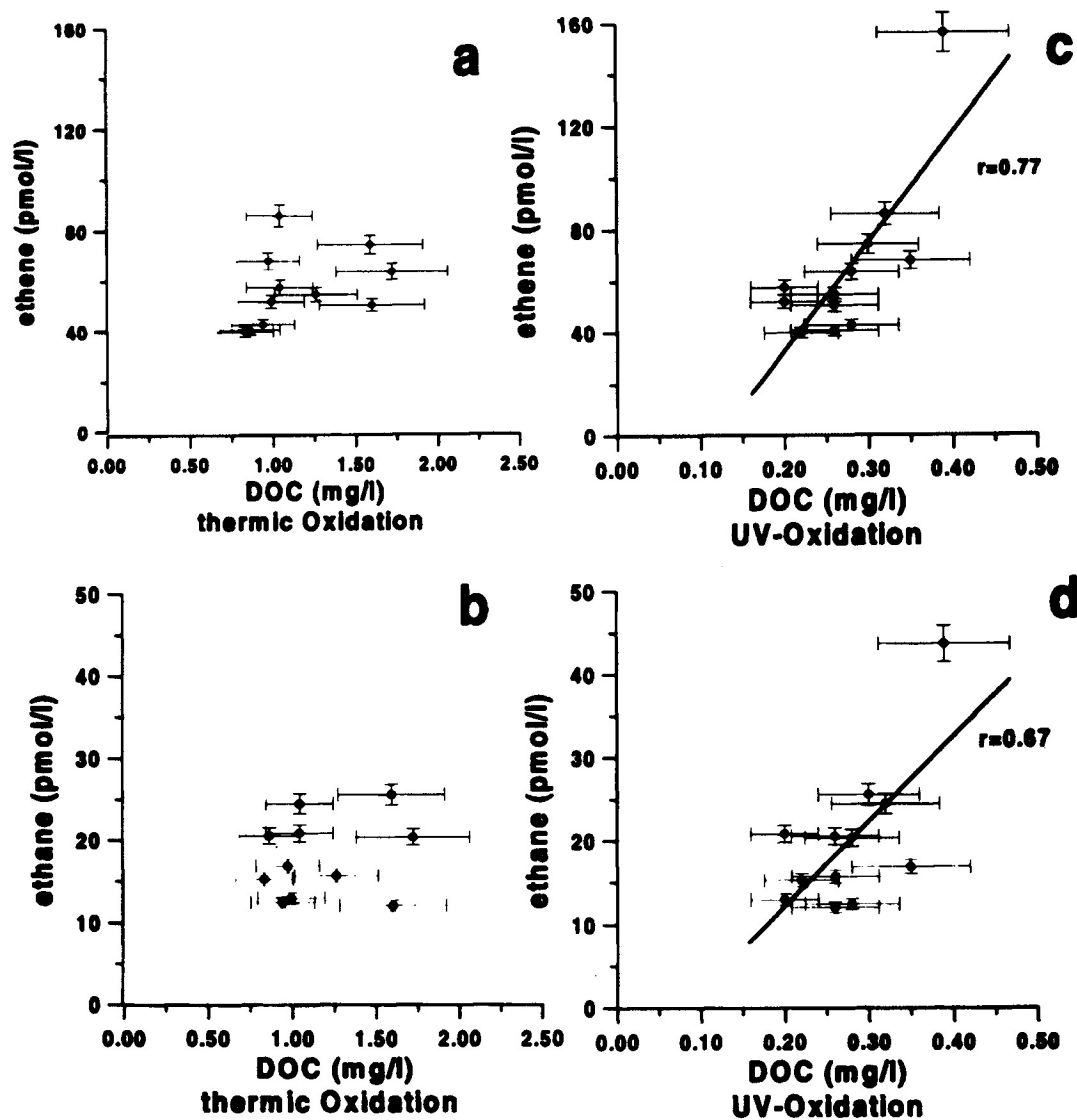 a
ethene (pmol/l)
160
120
80
40
0
0.00 0.50 1.00 1.50 2.00 2.50
DOC (mg/l)
thermic Oxidation
c
ethene (pmol/l)
160
120
80
40
0
r=0.77
0.00 0.10 0.20 0.30 0.40 0.50
DOC (mg/l)
UV-Oxidation
b
ethane (pmol/l)
50
40
30
20
10
0
0.00 0.50 1.00 1.50 2.00 2.50
DOC (mg/l)
thermic Oxidation
d
ethane (pmol/l)
50
40
30
20
10
0
r=0.67
0.00 0.10 0.20 0.30 0.40 0.50
DOC (mg/l)
UV-Oxidation